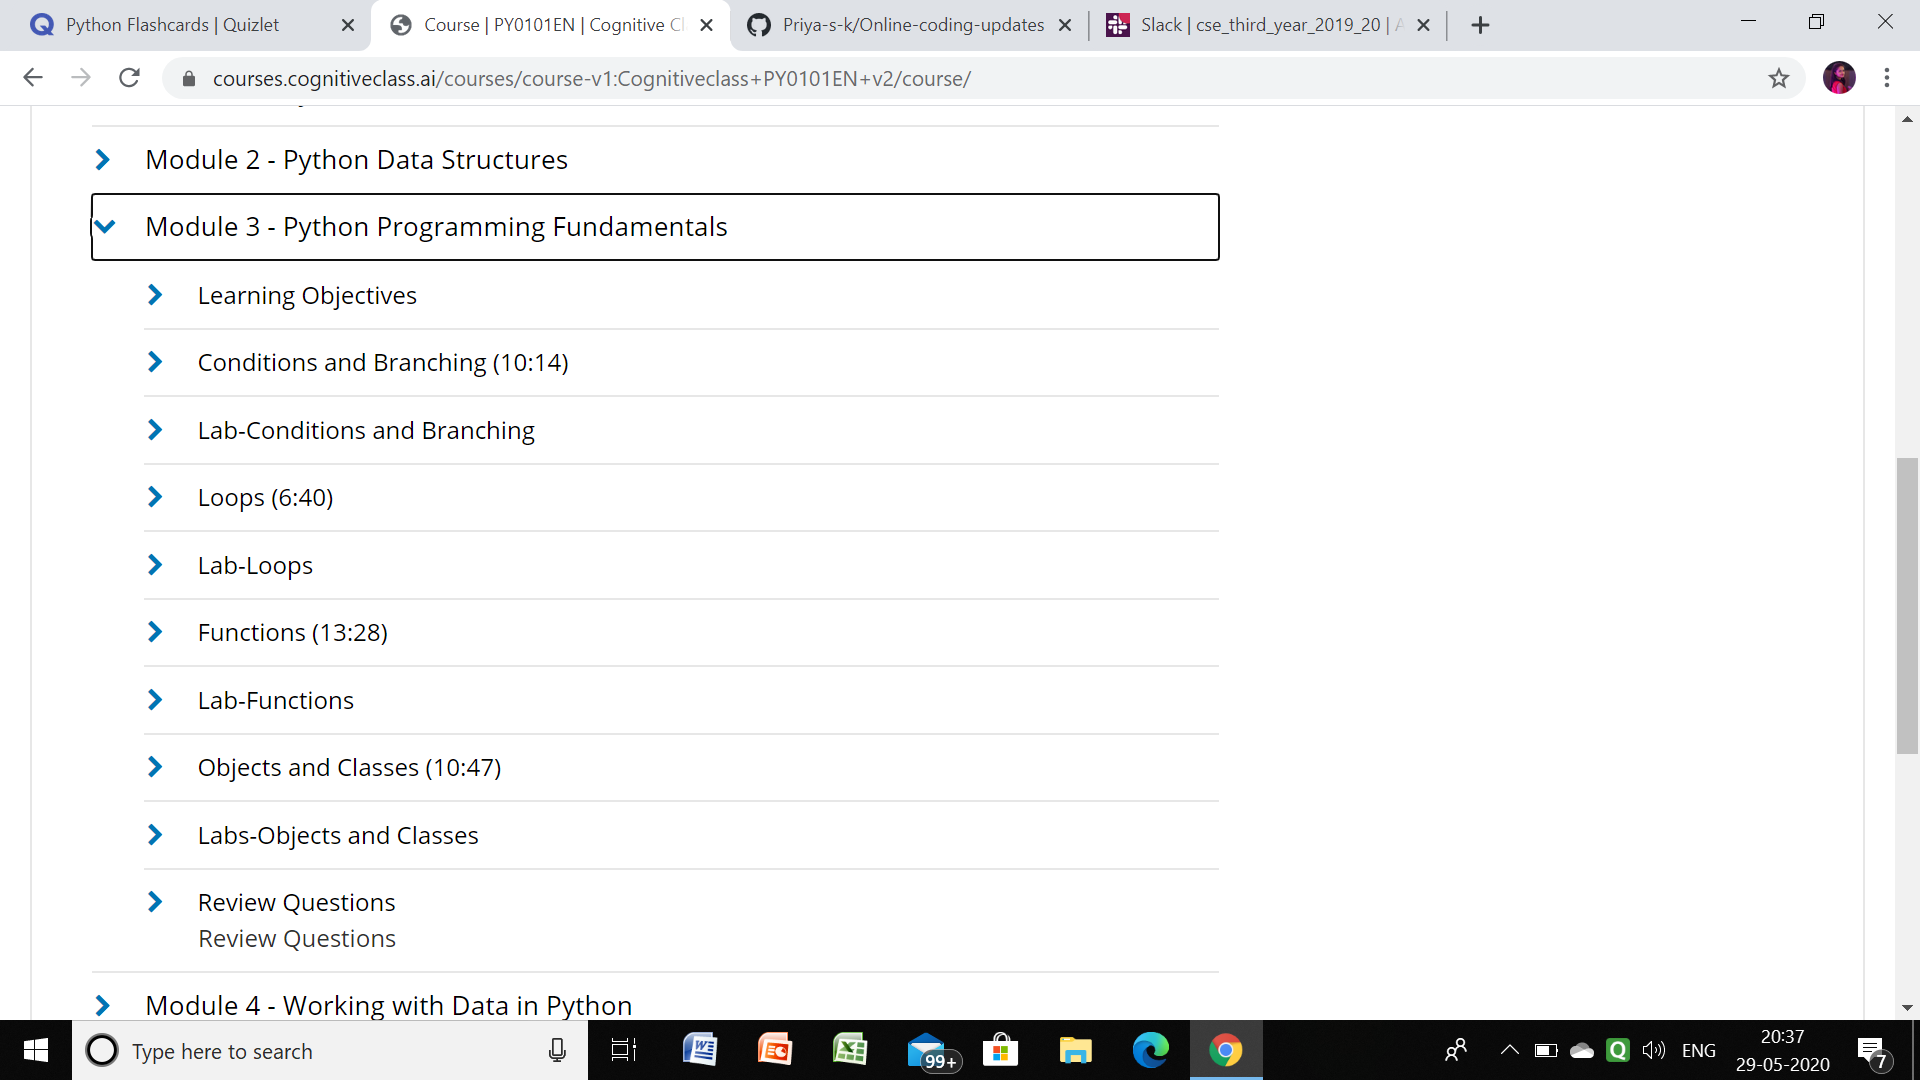 Python Flashcards | Quizlet
Course | PY0101EN | Cognitive Cl
Priya-s-k/Online-coding-updates
Slack | cse_third_year_2019_20 | A
courses.cognitiveclass.ai/courses/course-v1:Cognitiveclass+PY0101EN+v2/course/
Module 2 - Python Data Structures
Module 3 - Python Programming Fundamentals
Learning Objectives
Conditions and Branching (10:14)
Lab-Conditions and Branching
Loops (6:40)
Lab-Loops
Functions (13:28)
Lab-Functions
Objects and Classes (10:47)
Labs-Objects and Classes
Review Questions
Review Questions
Module 4 - Working with Data in Python
Type here to search
99+
ENG
20:37
29-05-2020
7